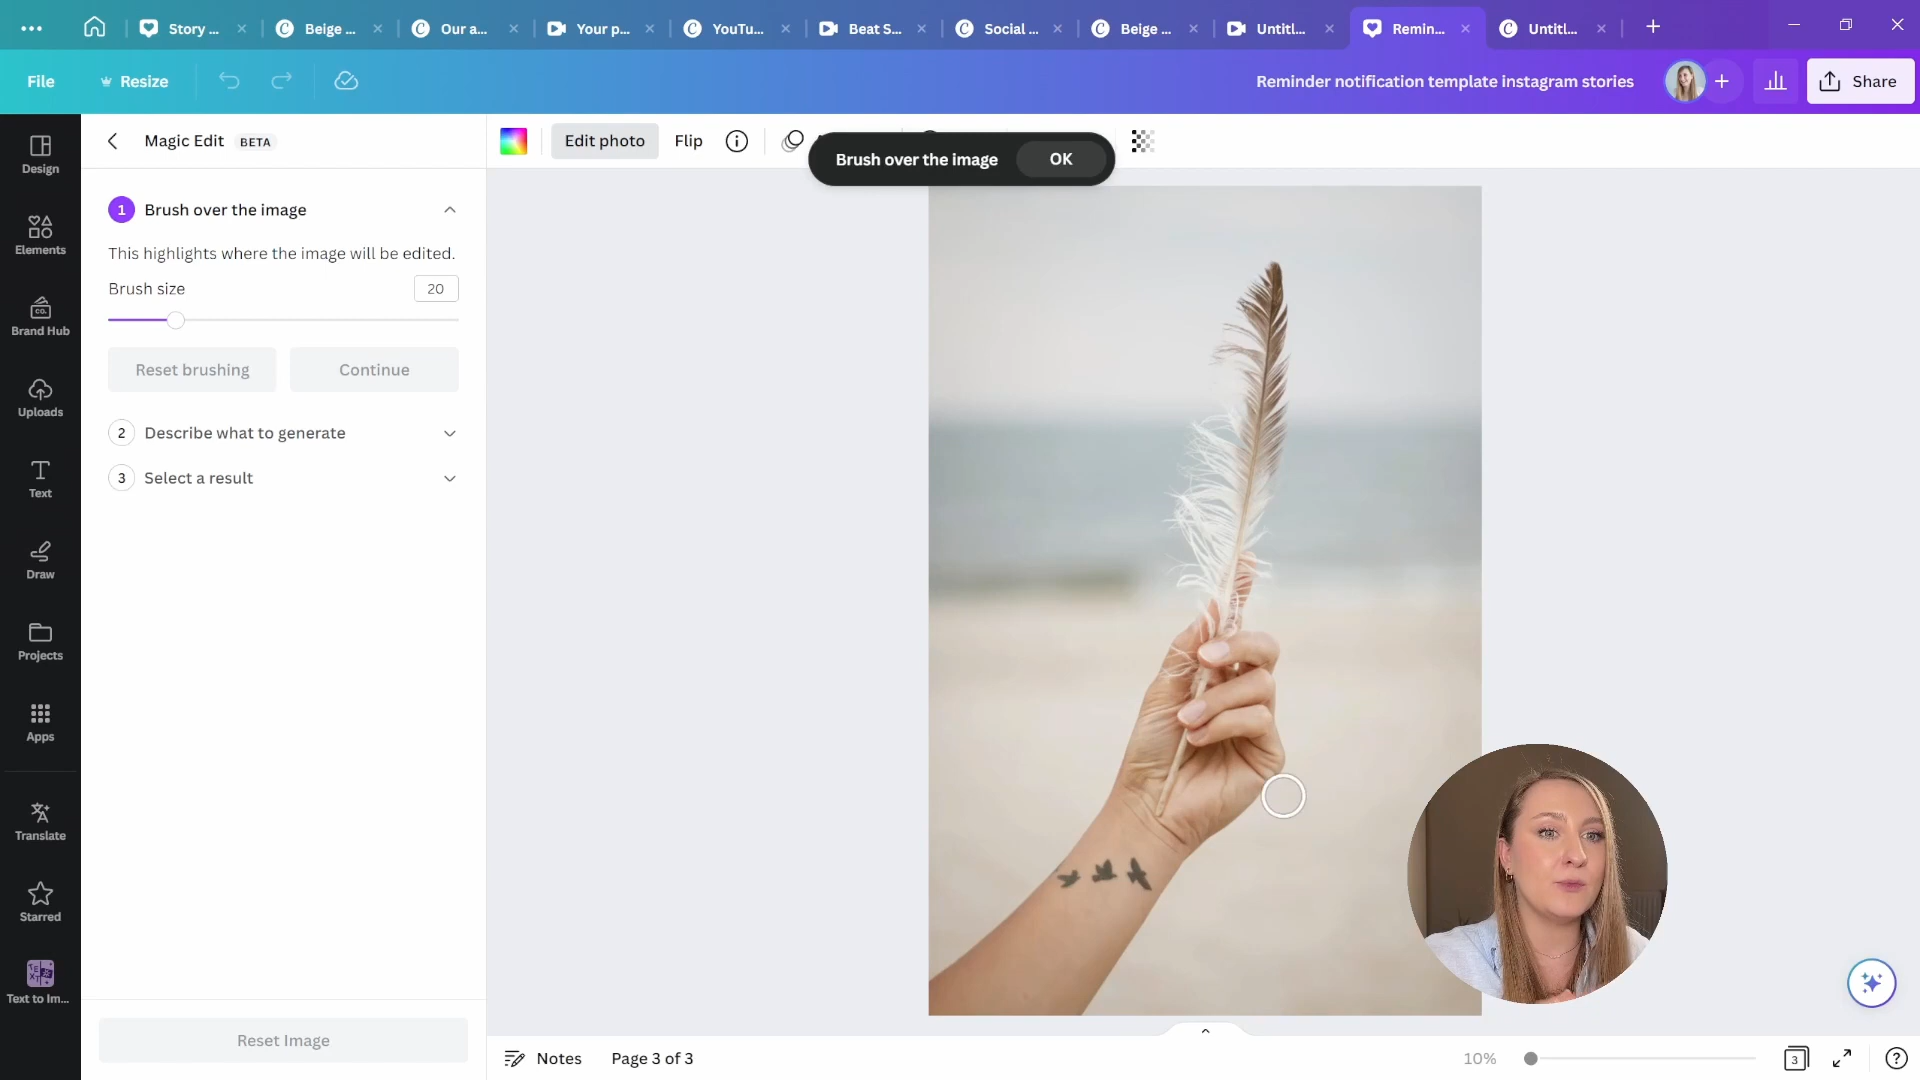 Story ...
Beige ...
Our a...
Your p...
YouTu...
Beat S...
Social ...
Beige ...
Untitl...
Remin...
Untitl...
File
Resize
Reminder notification template instagram stories
Share
Design
Elements
Brand Hub
CO.
Uploads
Text
Draw
Projects
Apps
Translate
Starred
Text to Im...
Magic Edit BETA
1 Brush over the image
This highlights where the image will be edited.
Brush size 20
Reset brushing Continue
2 Describe what to generate
3 Select a result
Reset Image
Edit photo Flip
Brush over the image OK
Notes Page 3 of 3
10%
3